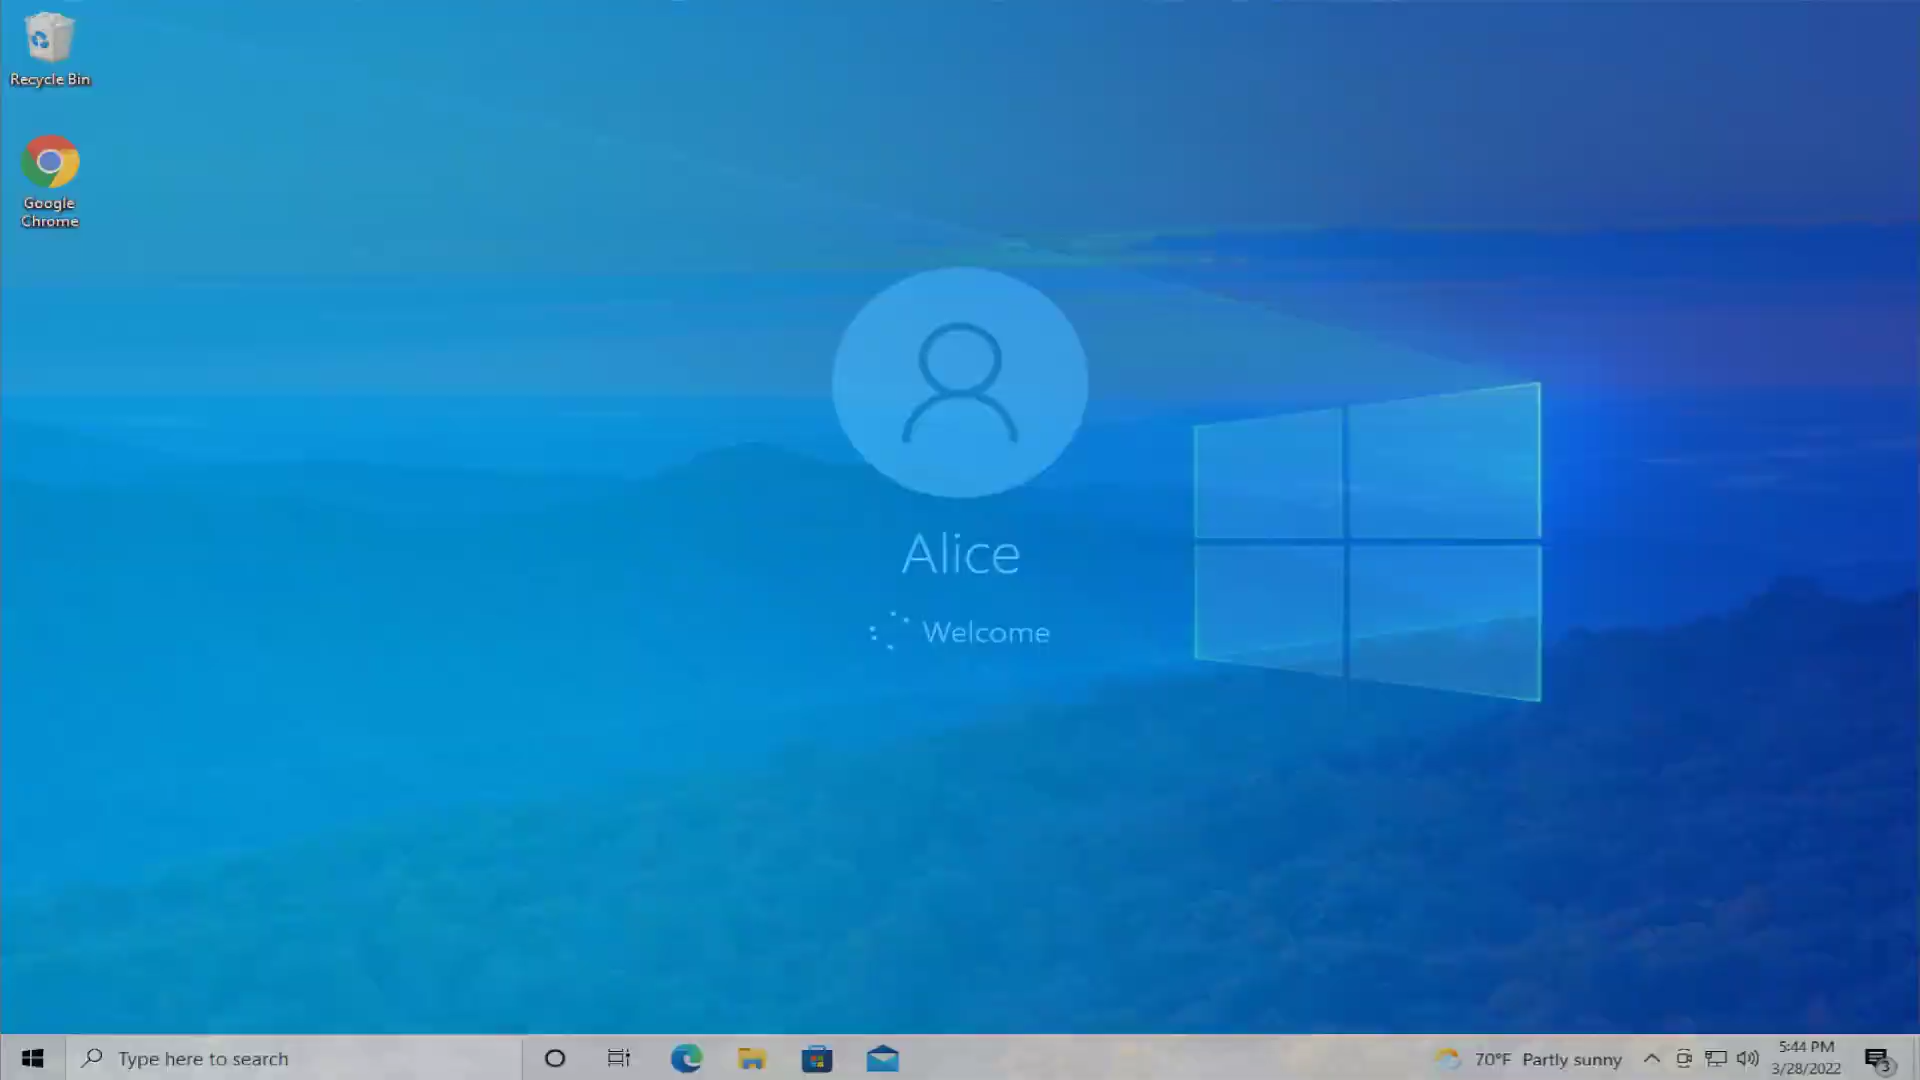 Recycle Bin
Google
Chrome
Alice
Welcome
Type here to search
70°F Partly sunny
5:44 PM
3/28/2022
3